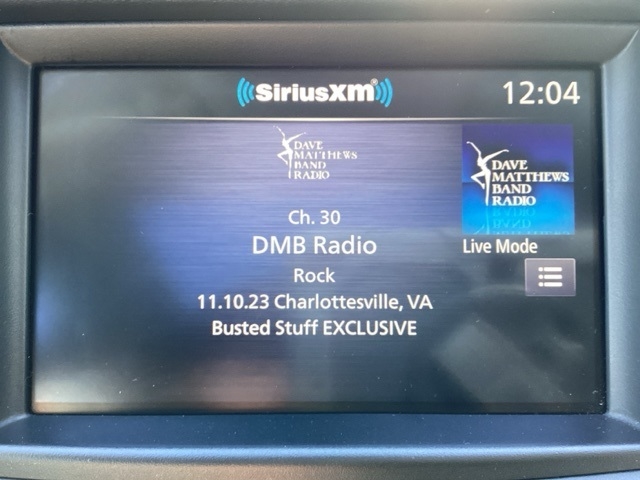 SiriusXM®
12:04
DAVE
MATTHEWS
BAND
RADIO
DAVE
MATTHEWS
BAND
RADIO
Ch. 30
DMB Radio
Live Mode
Rock
11.10.23 Charlottesville, VA
Busted Stuff EXCLUSIVE